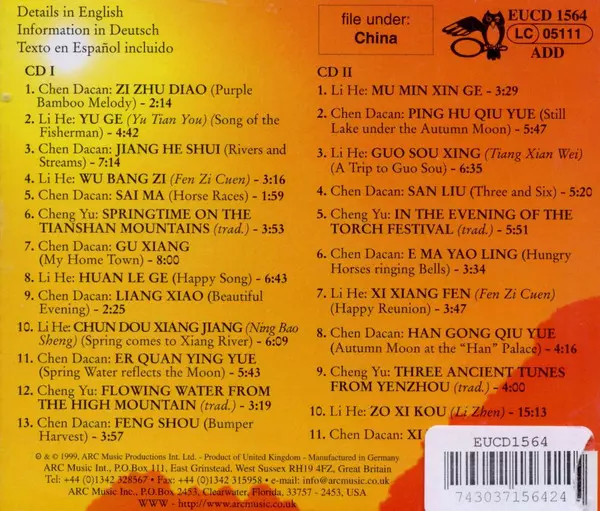 Details in English
Information in Deutsch
Texto en Español incluido
file under:
China
EUCD 1564
LC 05111
ADD
CD I
1. Chen Dacan: ZI ZHU DIAO (Purple
Bamboo Melody) - 2:14
2. Li He: YU GE (Yu Tian You) (Song of the
Fisherman) - 4:42
3. Chen Dacan: JIANG HE SHUI (Rivers and
Streams) - 7:14
4. Li He: WU BANG ZI (Fen Zi Cuen) - 3:16
5. Chen Dacan: SAI MA (Horse Races) - 1:59
6. Cheng Yu: SPRINGTIME ON THE
TIANSHAN MOUNTAINS (trad.) - 3:53
7. Chen Dacan: GU XIANG
(My Home Town) - 8:00
8. Li He: HUAN LE GE (Happy Song) - 6:43
9. Chen Dacan: LIANG XIAO (Beautiful
Evening) - 2:25
10. Li He: CHUN DOU XIANG JIANG (Ning Bao
Sheng) (Spring comes to Xiang River) - 6:09
11. Chen Dacan: ER QUAN YING YUE
(Spring Water reflects the Moon) - 5:43
12. Cheng Yu: FLOWING WATER FROM
THE HIGH MOUNTAIN (trad.) - 3:19
13. Chen Dacan: FENG SHOU (Bumper
Harvest) - 3:57
CD II
1. Li He: MU MIN XIN GE - 3:29
2. Chen Dacan: PING HU QIU YUE (Still
Lake under the Autumn Moon) - 5:47
3. Li He: GUO SOU XING (Tiang Xian Wei)
(A Trip to Guo Sou) - 6:35
4. Chen Dacan: SAN LIU (Three and Six) - 5:20
5. Cheng Yu: IN THE EVENING OF THE
TORCH FESTIVAL (trad.) - 5:51
6. Chen Dacan: E MA YAO LING (Hungry
Horses ringing Bells) - 3:34
7. Li He: XI XIANG FEN (Fen Zi Cuen)
(Happy Reunion) - 3:47
8. Chen Dacan: HAN GONG QIU YUE
(Autumn Moon at the "Han" Palace) - 4:16
9. Cheng Yu: THREE ANCIENT TUNES
FROM YENZHOU (trad.) - 4:00
10. Li He: ZO XI KOU (Li Zhen) - 15:13
11. Chen Dacan: XI
℗ & © 1999, ARC Music Productions Int. Ltd. - Product of United Kingdom - Manufactured in Germany
ARC Music Int., P.O.Box 111, East Grinstead, West Sussex RH19 4FZ, Great Britain
Tel: +44 (0)1342 328567 • Fax: +44 (0)1342 315958 • e-mail: info@arcmusic.co.uk
ARC Music Inc., P.O.Box 2453, Clearwater, Florida, 33757 - 2453, USA
WWW - http://www.arcmusic.co.uk
EUCD1564
743037156424